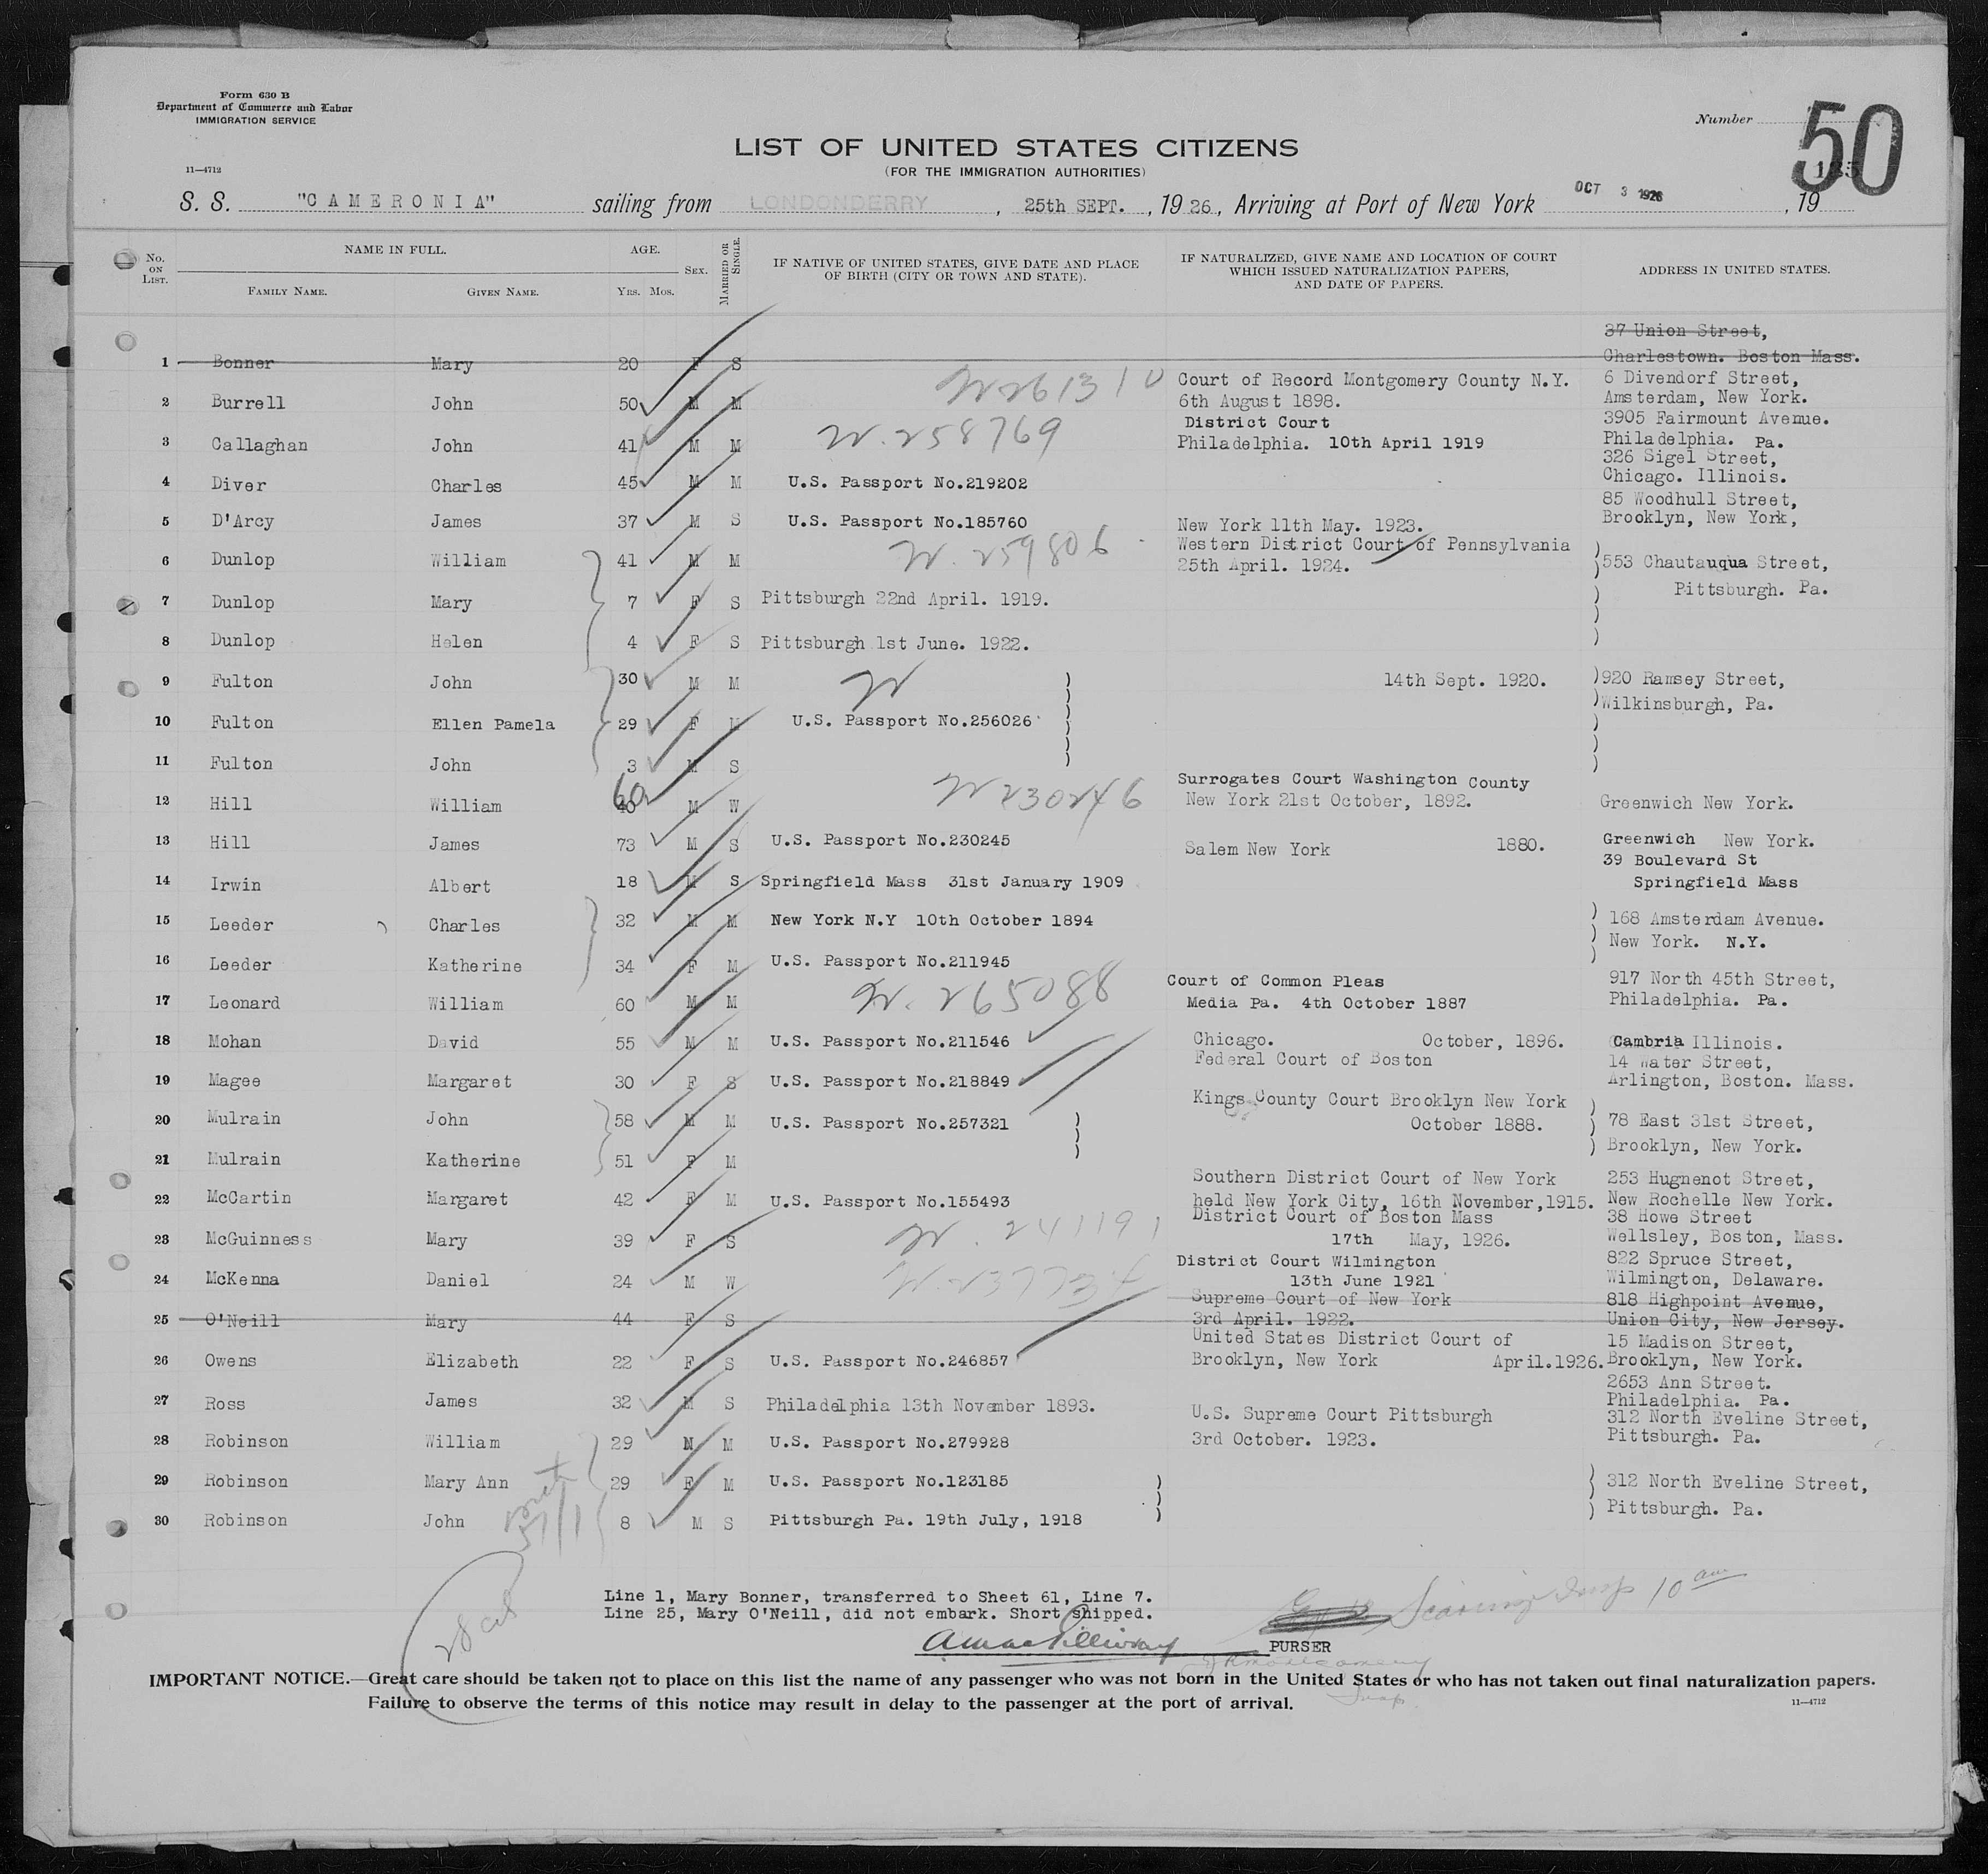 Form 630 B
Department of Commerce and Labor
IMMIGRATION SERVICE
11—4712
Number
50
LIST OF UNITED STATES CITIZENS
(FOR THE IMMIGRATION AUTHORITIES)
S. S. "CAMERONIA" sailing from LONDONDERRY, 25th SEPT., 1926, Arriving at Port of New York OCT 3 1926, 19
No. ON LIST. NAME IN FULL. FAMILY NAME. GIVEN NAME. AGE. YRS. MOS. SEX. MARRIED OR SINGLE. IF NATIVE OF UNITED STATES, GIVE DATE AND PLACE OF BIRTH (CITY OR TOWN AND STATE). IF NATURALIZED, GIVE NAME AND LOCATION OF COURT WHICH ISSUED NATURALIZATION PAPERS, AND DATE OF PAPERS. ADDRESS IN UNITED STATES.
1 Bonner Mary 20 F S 37 Union Street, Charlestown. Boston Mass.
2 Burrell John 50 M M 261310 Court of Record Montgomery County N.Y. 6th August 1898. 6 Divendorf Street, Amsterdam, New York.
3 Callaghan John 41 M M 258769 District Court Philadelphia. 10th April 1919 3905 Fairmount Avenue. Philadelphia. Pa.
4 Diver Charles 45 M M U.S. Passport No.219202 326 Sigel Street, Chicago. Illinois.
5 D'Arcy James 37 M S U.S. Passport No.185760 New York 11th May. 1923. 85 Woodhull Street, Brooklyn, New York,
6 Dunlop William 41 M M 259806 Western District Court of Pennsylvania 25th April. 1924. 553 Chautauqua Street,
7 Dunlop Mary 7 F S Pittsburgh 22nd April. 1919. Pittsburgh. Pa.
8 Dunlop Helen 4 F S Pittsburgh 1st June. 1922.
9 Fulton John 30 M M 14th Sept. 1920. 920 Ramsey Street,
10 Fulton Ellen Pamela 29 F M U.S. Passport No.256026 Wilkinsburgh, Pa.
11 Fulton John 3 M S
12 Hill William 40 60 M W 230246 Surrogates Court Washington County New York 21st October, 1892. Greenwich New York.
13 Hill James 73 M S U.S. Passport No.230245 Salem New York 1880. Greenwich New York.
14 Irwin Albert 18 M S Springfield Mass 31st January 1909 39 Boulevard St Springfield Mass
15 Leeder Charles 32 M M New York N.Y 10th October 1894 168 Amsterdam Avenue.
16 Leeder Katherine 34 F M U.S. Passport No.211945 New York. N.Y.
17 Leonard William 60 M M 265088 Court of Common Pleas Media Pa. 4th October 1887 917 North 45th Street, Philadelphia. Pa.
18 Mohan David 55 M M U.S. Passport No.211546 Chicago. October, 1896. Cambria Illinois.
19 Magee Margaret 30 F S U.S. Passport No.218849 Federal Court of Boston 14 Water Street, Arlington, Boston. Mass.
20 Mulrain John 58 M M U.S. Passport No.257321 Kings County Court Brooklyn New York October 1888. 78 East 31st Street,
21 Mulrain Katherine 51 F M Brooklyn, New York.
22 McCartin Margaret 42 F M U.S. Passport No.155493 Southern District Court of New York held New York City, 16th November,1915. 253 Hugnenot Street, New Rochelle New York.
23 McGuinness Mary 39 F S 241191 District Court of Boston Mass 17th May, 1926. 38 Howe Street Wellsley, Boston, Mass.
24 McKenna Daniel 24 M W District Court Wilmington 13th June 1921 822 Spruce Street, Wilmington, Delaware.
25 O'Neill Mary 44 F S Supreme Court of New York 3rd April. 1922. 818 Highpoint Avenue, Union City, New Jersey.
26 Owens Elizabeth 22 F S U.S. Passport No.246857 United States District Court of Brooklyn, New York April.1926. 15 Madison Street, Brooklyn, New York.
27 Ross James 32 M S Philadelphia 13th November 1893. 2653 Ann Street. Philadelphia. Pa.
28 Robinson William 29 M M U.S. Passport No.279928 U.S. Supreme Court Pittsburgh 3rd October. 1923. 312 North Eveline Street, Pittsburgh. Pa.
29 Robinson Mary Ann 29 F M U.S. Passport No.123185 312 North Eveline Street,
30 Robinson John 8 M S Pittsburgh Pa. 19th July, 1918 Pittsburgh. Pa.
Line 1, Mary Bonner, transferred to Sheet 61, Line 7.
Line 25, Mary O'Neill, did not embark. Short shipped.
10 am
PURSER
IMPORTANT NOTICE.—Great care should be taken not to place on this list the name of any passenger who was not born in the United States or who has not taken out final naturalization papers.
Failure to observe the terms of this notice may result in delay to the passenger at the port of arrival.
11—4712